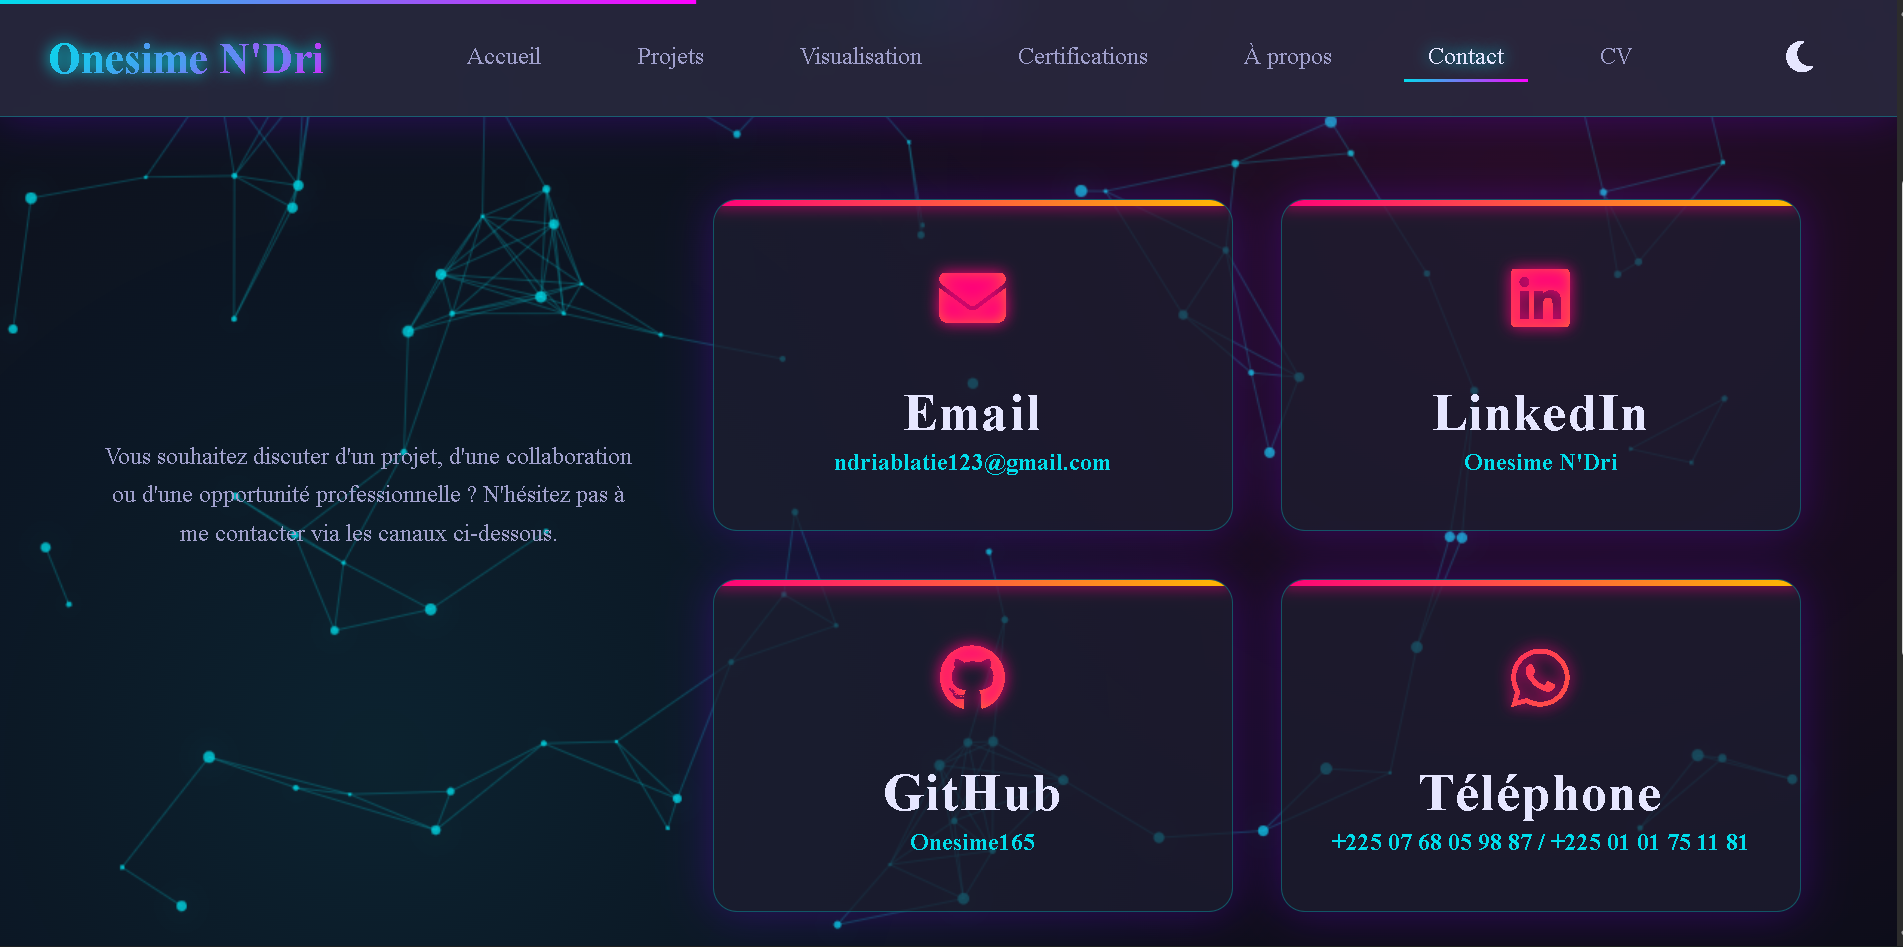 Onesime N'Dri
Accueil
Projets
Visualisation
Certifications
À propos
Contact
CV
Vous souhaitez discuter d'un projet, d'une collaboration
ou d'une opportunité professionnelle ? N'hésitez pas à
me contacter via les canaux ci-dessous.
Email
ndriablatie123@gmail.com
in
LinkedIn
Onesime N'Dri
GitHub
Onesime165
Téléphone
+225 07 68 05 98 87 / +225 01 01 75 11 81